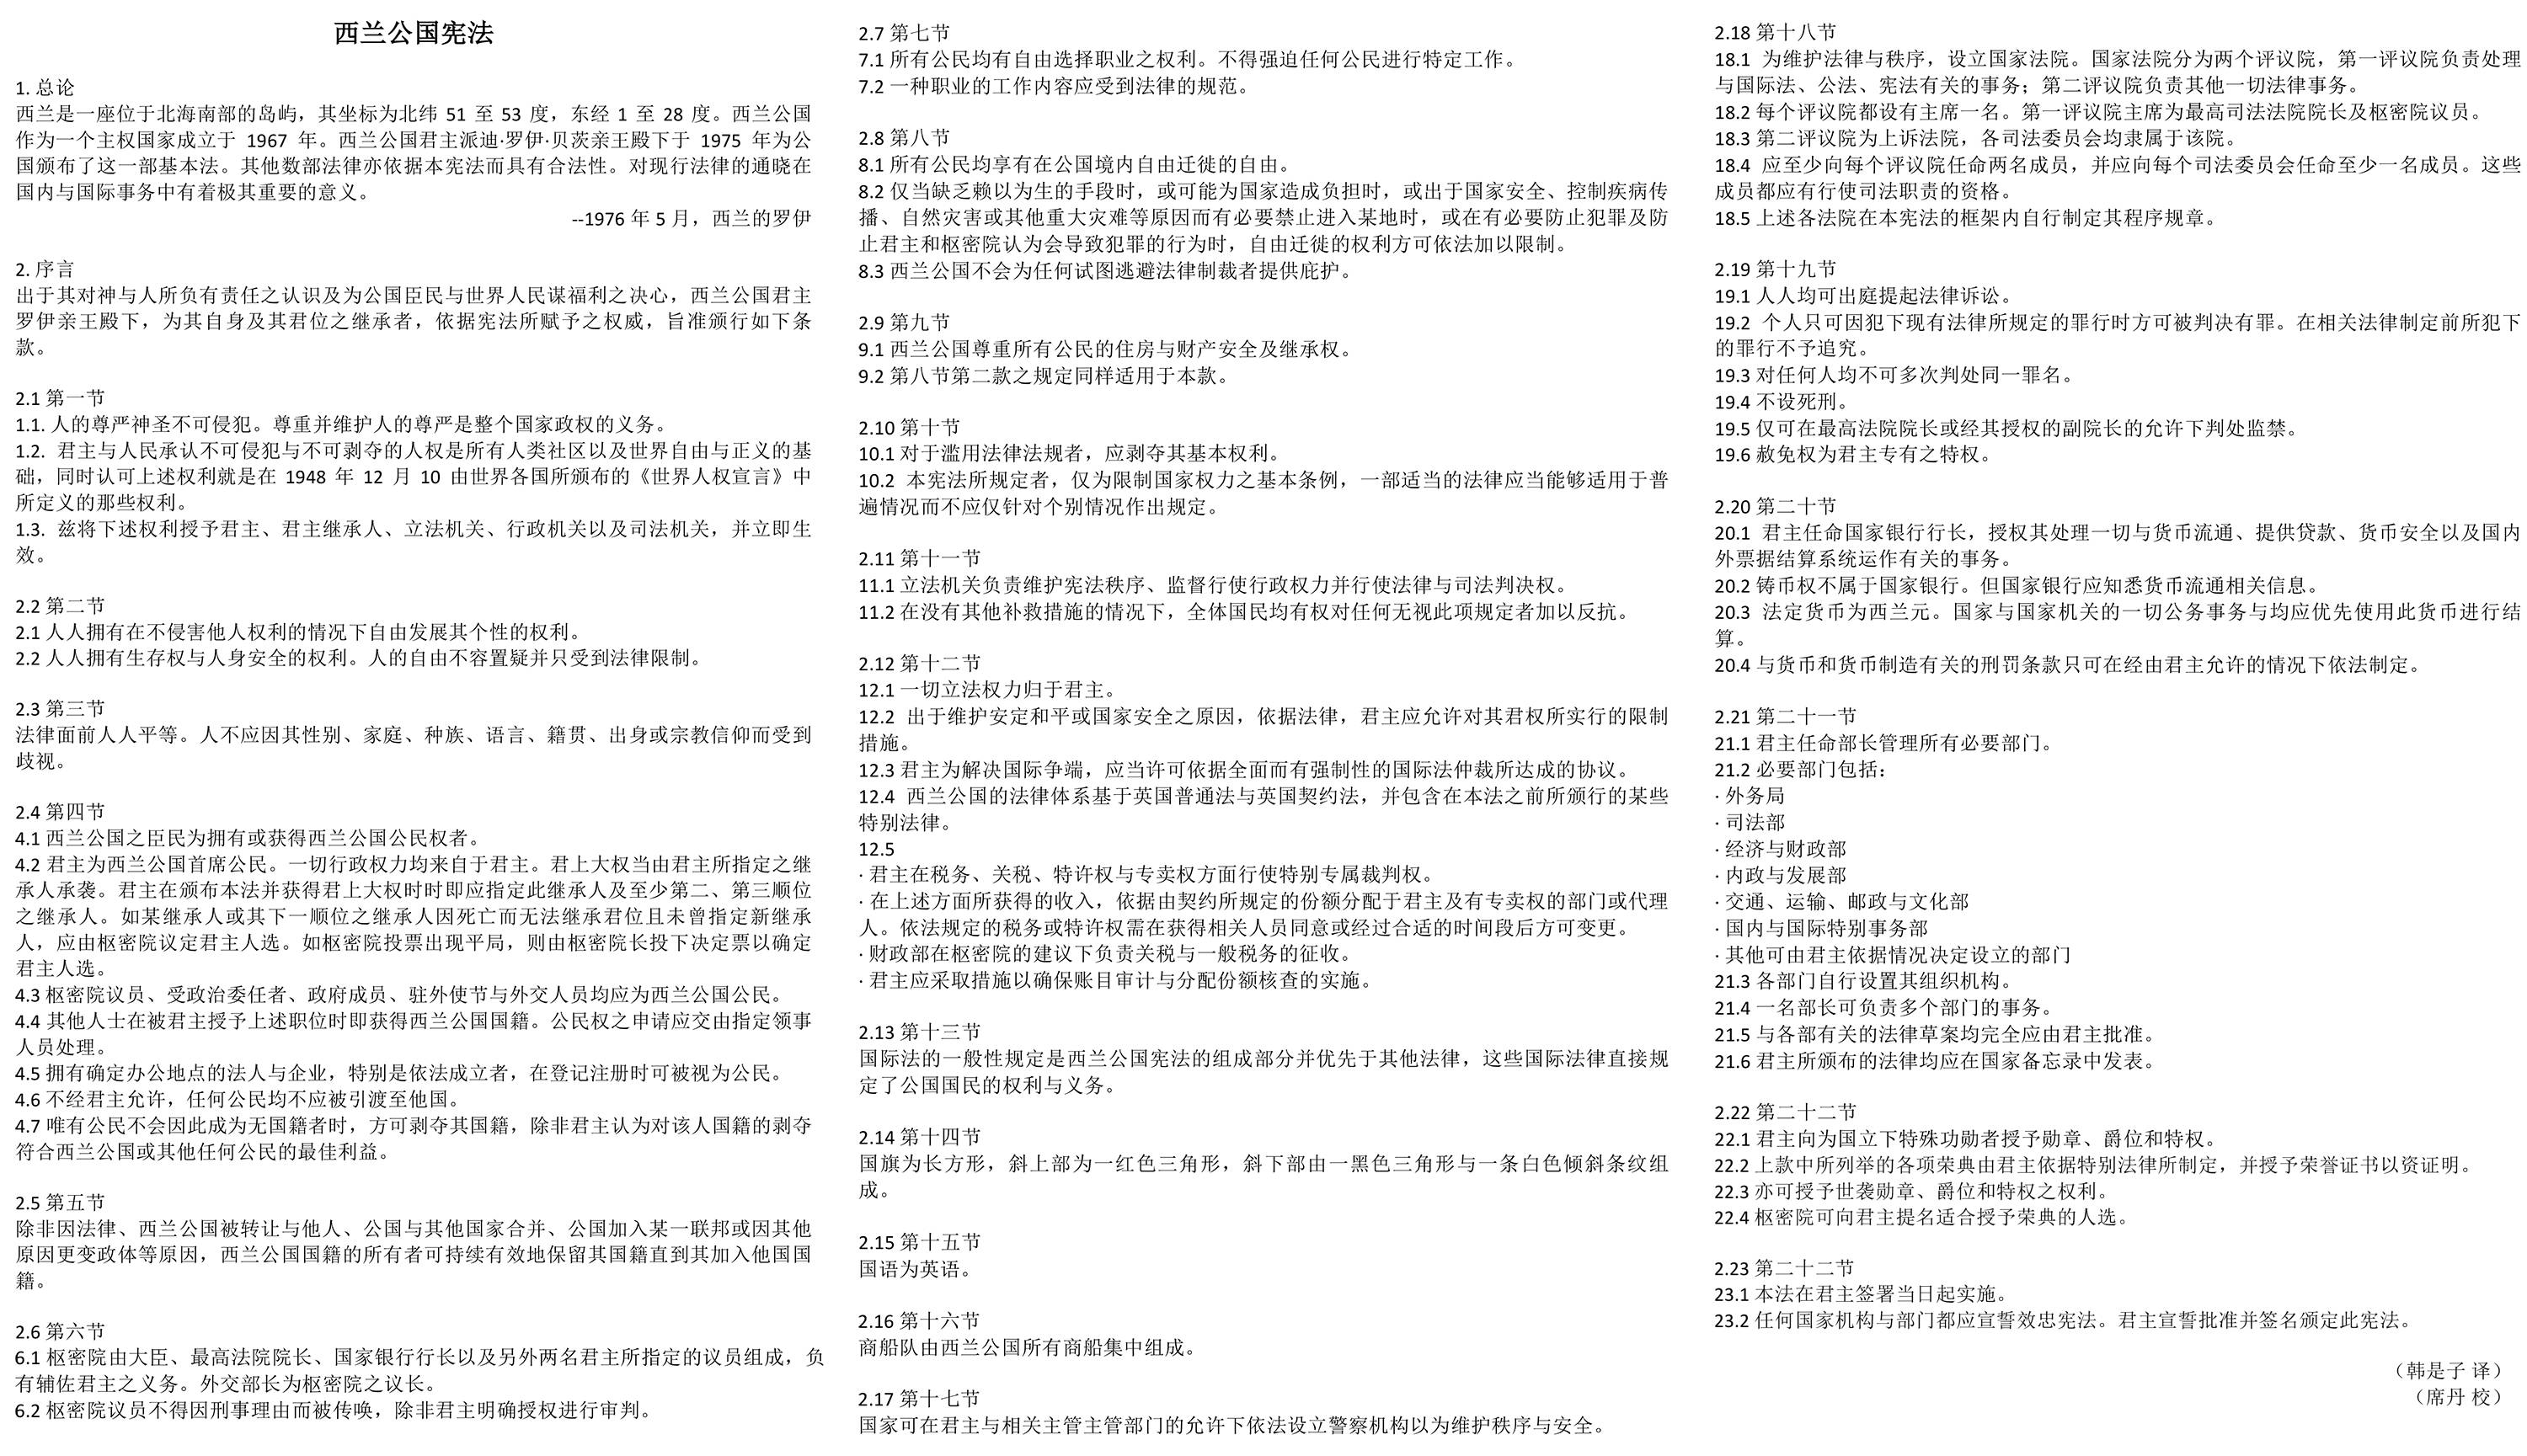 西兰公国宪法
1. 总论
西兰是一座位于北海南部的岛屿，其坐标为北纬 51 至 53 度，东经 1 至 28 度。西兰公国
作为一个主权国家成立于 1967 年。西兰公国君主派迪·罗伊·贝茨亲王殿下于 1975 年为公
国颁布了这一部基本法。其他数部法律亦依据本宪法而具有合法性。对现行法律的通晓在
国内与国际事务中有着极其重要的意义。
--1976 年 5 月，西兰的罗伊
2. 序言
出于其对神与人所负有责任之认识及为公国臣民与世界人民谋福利之决心，西兰公国君主
罗伊亲王殿下，为其自身及其君位之继承者，依据宪法所赋予之权威，旨准颁行如下条
款。
2.1 第一节
1.1. 人的尊严神圣不可侵犯。尊重并维护人的尊严是整个国家政权的义务。
1.2. 君主与人民承认不可侵犯与不可剥夺的人权是所有人类社区以及世界自由与正义的基
础，同时认可上述权利就是在 1948 年 12 月 10 由世界各国所颁布的《世界人权宣言》中
所定义的那些权利。
1.3. 兹将下述权利授予君主、君主继承人、立法机关、行政机关以及司法机关，并立即生
效。
2.2 第二节
2.1 人人拥有在不侵害他人权利的情况下自由发展其个性的权利。
2.2 人人拥有生存权与人身安全的权利。人的自由不容置疑并只受到法律限制。
2.3 第三节
法律面前人人平等。人不应因其性别、家庭、种族、语言、籍贯、出身或宗教信仰而受到
歧视。
2.4 第四节
4.1 西兰公国之臣民为拥有或获得西兰公国公民权者。
4.2 君主为西兰公国首席公民。一切行政权力均来自于君主。君上大权当由君主所指定之继
承人承袭。君主在颁布本法并获得君上大权时时即应指定此继承人及至少第二、第三顺位
之继承人。如某继承人或其下一顺位之继承人因死亡而无法继承君位且未曾指定新继承
人，应由枢密院议定君主人选。如枢密院投票出现平局，则由枢密院长投下决定票以确定
君主人选。
4.3 枢密院议员、受政治委任者、政府成员、驻外使节与外交人员均应为西兰公国公民。
4.4 其他人士在被君主授予上述职位时即获得西兰公国国籍。公民权之申请应交由指定领事
人员处理。
4.5 拥有确定办公地点的法人与企业，特别是依法成立者，在登记注册时可被视为公民。
4.6 不经君主允许，任何公民均不应被引渡至他国。
4.7 唯有公民不会因此成为无国籍者时，方可剥夺其国籍，除非君主认为对该人国籍的剥夺
符合西兰公国或其他任何公民的最佳利益。
2.5 第五节
除非因法律、西兰公国被转让与他人、公国与其他国家合并、公国加入某一联邦或因其他
原因更变政体等原因，西兰公国国籍的所有者可持续有效地保留其国籍直到其加入他国国
籍。
2.6 第六节
6.1 枢密院由大臣、最高法院院长、国家银行行长以及另外两名君主所指定的议员组成，负
有辅佐君主之义务。外交部长为枢密院之议长。
6.2 枢密院议员不得因刑事理由而被传唤，除非君主明确授权进行审判。
2.7 第七节
7.1 所有公民均有自由选择职业之权利。不得强迫任何公民进行特定工作。
7.2 一种职业的工作内容应受到法律的规范。
2.8 第八节
8.1 所有公民均享有在公国境内自由迁徙的自由。
8.2 仅当缺乏赖以为生的手段时，或可能为国家造成负担时，或出于国家安全、控制疾病传
播、自然灾害或其他重大灾难等原因而有必要禁止进入某地时，或在有必要防止犯罪及防
止君主和枢密院认为会导致犯罪的行为时，自由迁徙的权利方可依法加以限制。
8.3 西兰公国不会为任何试图逃避法律制裁者提供庇护。
2.9 第九节
9.1 西兰公国尊重所有公民的住房与财产安全及继承权。
9.2 第八节第二款之规定同样适用于本款。
2.10 第十节
10.1 对于滥用法律法规者，应剥夺其基本权利。
10.2 本宪法所规定者，仅为限制国家权力之基本条例，一部适当的法律应当能够适用于普
遍情况而不应仅针对个别情况作出规定。
2.11 第十一节
11.1 立法机关负责维护宪法秩序、监督行使行政权力并行使法律与司法判决权。
11.2 在没有其他补救措施的情况下，全体国民均有权对任何无视此项规定者加以反抗。
2.12 第十二节
12.1 一切立法权力归于君主。
12.2 出于维护安定和平或国家安全之原因，依据法律，君主应允许对其君权所实行的限制
措施。
12.3 君主为解决国际争端，应当许可依据全面而有强制性的国际法仲裁所达成的协议。
12.4 西兰公国的法律体系基于英国普通法与英国契约法，并包含在本法之前所颁行的某些
特别法律。
12.5
· 君主在税务、关税、特许权与专卖权方面行使特别专属裁判权。
· 在上述方面所获得的收入，依据由契约所规定的份额分配于君主及有专卖权的部门或代理
人。依法规定的税务或特许权需在获得相关人员同意或经过合适的时间段后方可变更。
· 财政部在枢密院的建议下负责关税与一般税务的征收。
· 君主应采取措施以确保账目审计与分配份额核查的实施。
2.13 第十三节
国际法的一般性规定是西兰公国宪法的组成部分并优先于其他法律，这些国际法律直接规
定了公国国民的权利与义务。
2.14 第十四节
国旗为长方形，斜上部为一红色三角形，斜下部由一黑色三角形与一条白色倾斜条纹组
成。
2.15 第十五节
国语为英语。
2.16 第十六节
商船队由西兰公国所有商船集中组成。
2.17 第十七节
国家可在君主与相关主管主管部门的允许下依法设立警察机构以为维护秩序与安全。
2.18 第十八节
18.1 为维护法律与秩序，设立国家法院。国家法院分为两个评议院，第一评议院负责处理
与国际法、公法、宪法有关的事务；第二评议院负责其他一切法律事务。
18.2 每个评议院都设有主席一名。第一评议院主席为最高司法法院院长及枢密院议员。
18.3 第二评议院为上诉法院，各司法委员会均隶属于该院。
18.4 应至少向每个评议院任命两名成员，并应向每个司法委员会任命至少一名成员。这些
成员都应有行使司法职责的资格。
18.5 上述各法院在本宪法的框架内自行制定其程序规章。
2.19 第十九节
19.1 人人均可出庭提起法律诉讼。
19.2 个人只可因犯下现有法律所规定的罪行时方可被判决有罪。在相关法律制定前所犯下
的罪行不予追究。
19.3 对任何人均不可多次判处同一罪名。
19.4 不设死刑。
19.5 仅可在最高法院院长或经其授权的副院长的允许下判处监禁。
19.6 赦免权为君主专有之特权。
2.20 第二十节
20.1 君主任命国家银行行长，授权其处理一切与货币流通、提供贷款、货币安全以及国内
外票据结算系统运作有关的事务。
20.2 铸币权不属于国家银行。但国家银行应知悉货币流通相关信息。
20.3 法定货币为西兰元。国家与国家机关的一切公务事务与均应优先使用此货币进行结
算。
20.4 与货币和货币制造有关的刑罚条款只可在经由君主允许的情况下依法制定。
2.21 第二十一节
21.1 君主任命部长管理所有必要部门。
21.2 必要部门包括：
· 外务局
· 司法部
· 经济与财政部
· 内政与发展部
· 交通、运输、邮政与文化部
· 国内与国际特别事务部
· 其他可由君主依据情况决定设立的部门
21.3 各部门自行设置其组织机构。
21.4 一名部长可负责多个部门的事务。
21.5 与各部有关的法律草案均完全应由君主批准。
21.6 君主所颁布的法律均应在国家备忘录中发表。
2.22 第二十二节
22.1 君主向为国立下特殊功勋者授予勋章、爵位和特权。
22.2 上款中所列举的各项荣典由君主依据特别法律所制定，并授予荣誉证书以资证明。
22.3 亦可授予世袭勋章、爵位和特权之权利。
22.4 枢密院可向君主提名适合授予荣典的人选。
2.23 第二十二节
23.1 本法在君主签署当日起实施。
23.2 任何国家机构与部门都应宣誓效忠宪法。君主宣誓批准并签名颁定此宪法。
（韩是子 译）
（席丹 校）